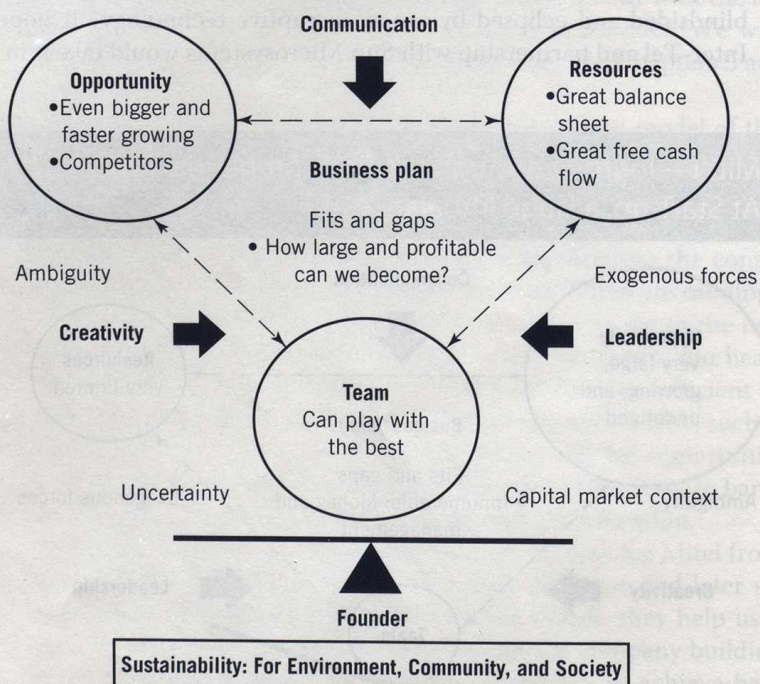 Communication
Opportunity
•Even bigger and
faster growing
•Competitors
Resources
•Great balance
sheet
•Great free cash
flow
Business plan
Fits and gaps
• How large and profitable
can we become?
Ambiguity
Exogenous forces
Creativity
Leadership
Team
Can play with
the best
Uncertainty
Capital market context
Founder
Sustainability: For Environment, Community, and Society